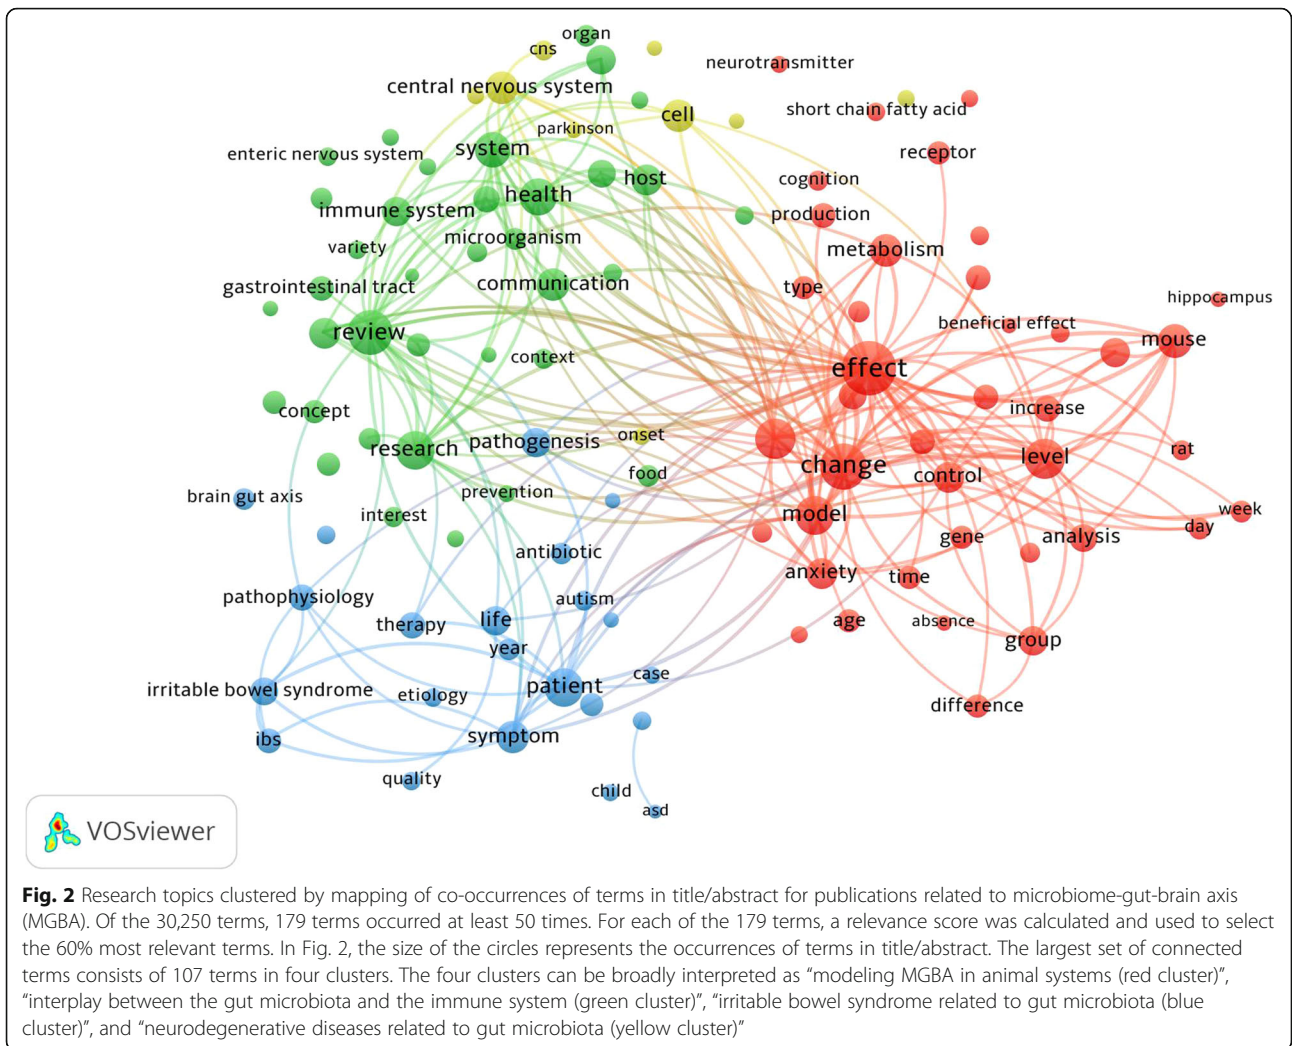 organ
cns
neurotransmitter
central nervous system
short chain fatty acid
cell
parkinson
system
enteric nervous system
receptor
host
cognition
health
immune system
production
microorganism
variety
metabolism
communication
gastrointestinal tract
type
hippocampus
beneficial effect
review
mouse
context
effect
increase
concept
onset
pathogenesis
research
rat
level
change
control
food
prevention
brain gut axis
week
interest
model
day
gene
analysis
antibiotic
anxiety
time
pathophysiology
autism
life
age
absence
therapy
group
year
case
patient
irritable bowel syndrome
etiology
difference
symptom
ibs
quality
child
asd
VOSviewer
Fig. 2 Research topics clustered by mapping of co-occurrences of terms in title/abstract for publications related to microbiome-gut-brain axis
(MGBA). Of the 30,250 terms, 179 terms occurred at least 50 times. For each of the 179 terms, a relevance score was calculated and used to select
the 60% most relevant terms. In Fig. 2, the size of the circles represents the occurrences of terms in title/abstract. The largest set of connected
terms consists of 107 terms in four clusters. The four clusters can be broadly interpreted as “modeling MGBA in animal systems (red cluster)”,
“interplay between the gut microbiota and the immune system (green cluster)”, “irritable bowel syndrome related to gut microbiota (blue
cluster)”, and “neurodegenerative diseases related to gut microbiota (yellow cluster)”